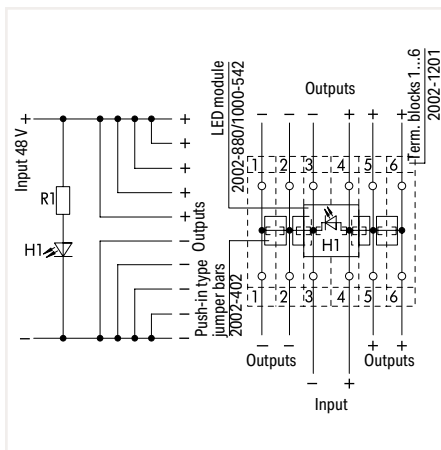 +
Input 48 V
R1
H1
−
+
+
+
+
Outputs
−
−
−
−
Push-in type
jumper bars
2002-402
LED module
2002-880/1000-542
Outputs
− − − + + +
Term. blocks 1...6
2002-1201
1 2 3 4 5 6
H1
1 2 3 4 5 6
− − + +
Outputs Outputs
− +
Input